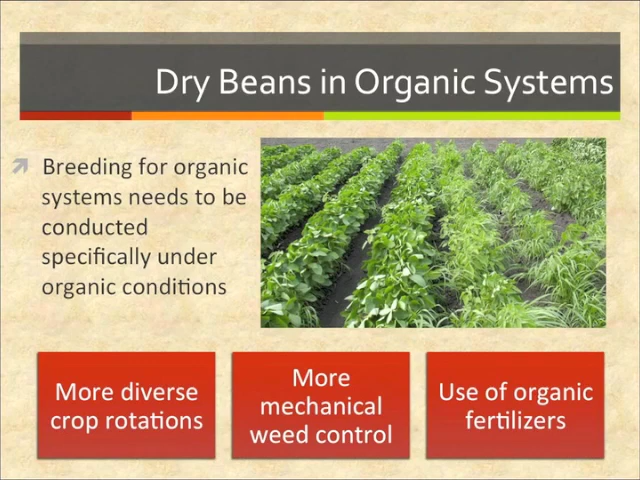 Dry Beans in Organic Systems
Breeding for organic
systems needs to be
conducted
specifically under
organic conditions
More diverse
crop rotations
More
mechanical
weed control
Use of organic
fertilizers